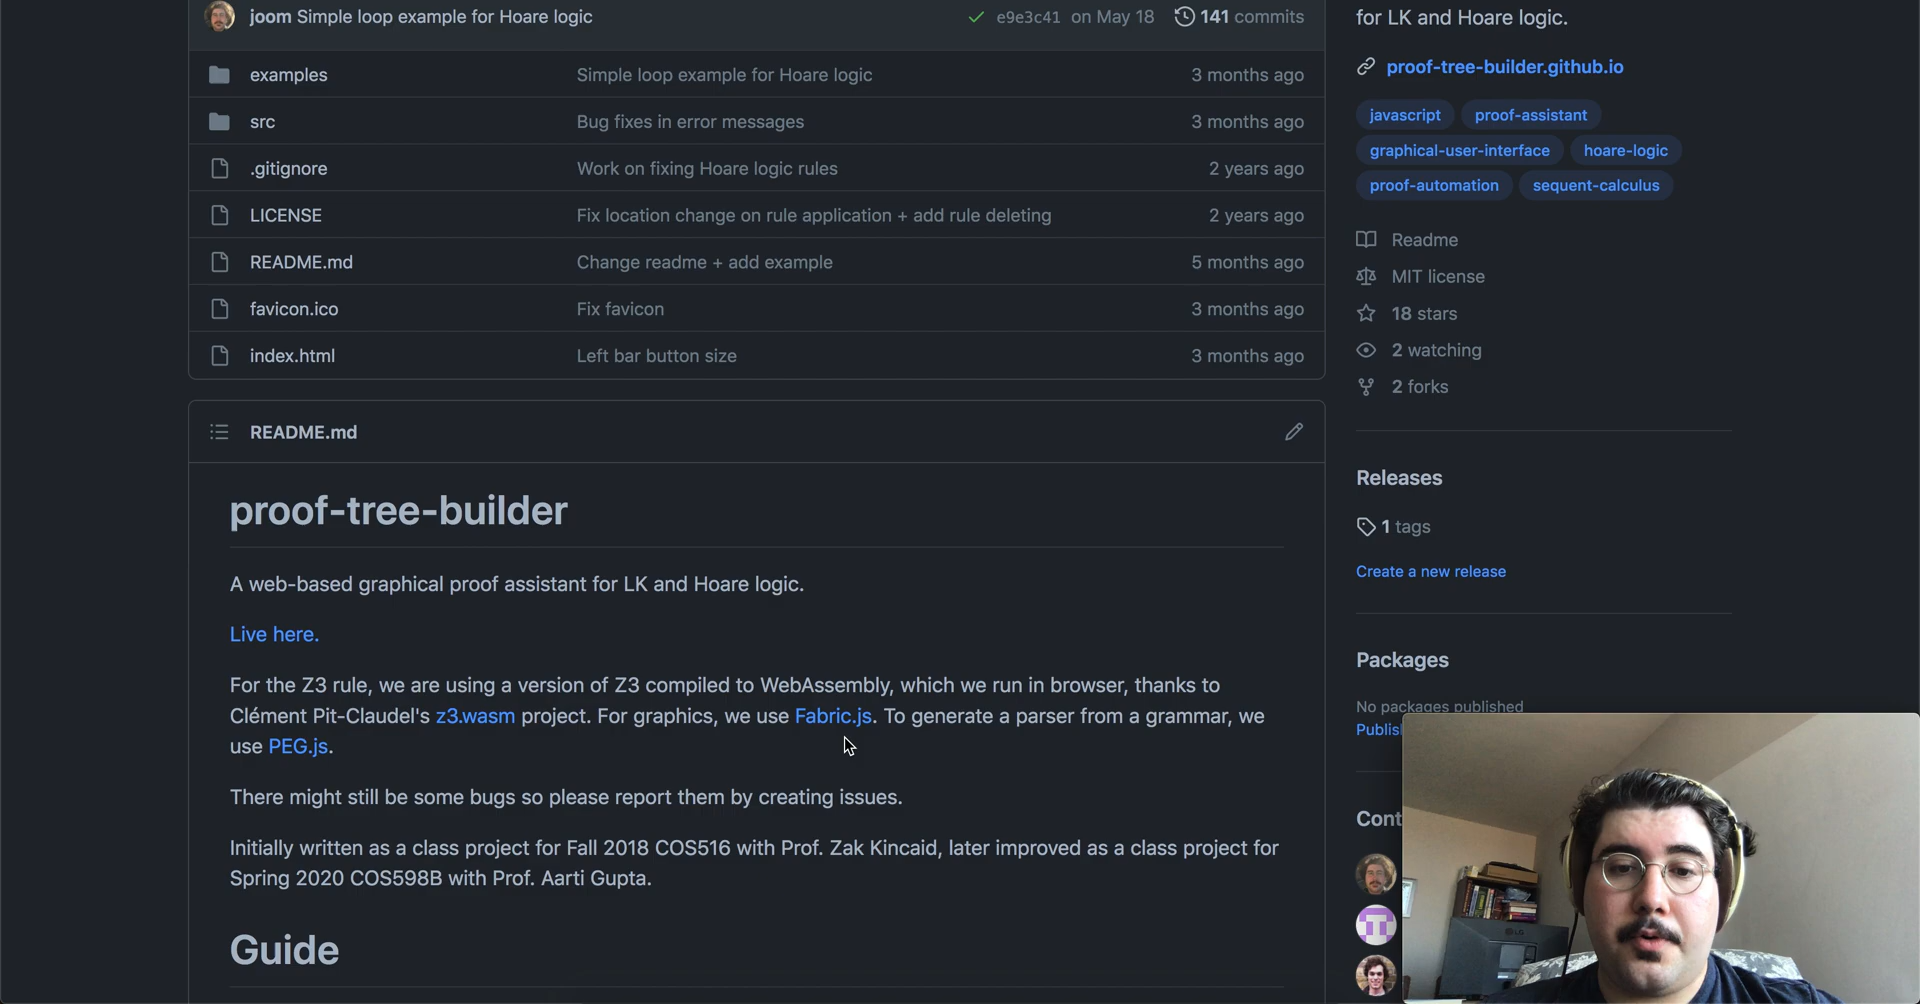 joom Simple loop example for Hoare logic e9e3c41 on May 18 141 commits
examples Simple loop example for Hoare logic 3 months ago
src Bug fixes in error messages 3 months ago
.gitignore Work on fixing Hoare logic rules 2 years ago
LICENSE Fix location change on rule application + add rule deleting 2 years ago
README.md Change readme + add example 5 months ago
favicon.ico Fix favicon 3 months ago
index.html Left bar button size 3 months ago
README.md
proof-tree-builder
A web-based graphical proof assistant for LK and Hoare logic.
Live here.
For the Z3 rule, we are using a version of Z3 compiled to WebAssembly, which we run in browser, thanks to
Clément Pit-Claudel's z3.wasm project. For graphics, we use Fabric.js. To generate a parser from a grammar, we
use PEG.js.
There might still be some bugs so please report them by creating issues.
Initially written as a class project for Fall 2018 COS516 with Prof. Zak Kincaid, later improved as a class project for
Spring 2020 COS598B with Prof. Aarti Gupta.
Guide
for LK and Hoare logic.
proof-tree-builder.github.io
javascript proof-assistant
graphical-user-interface hoare-logic
proof-automation sequent-calculus
Readme
MIT license
18 stars
2 watching
2 forks
Releases
1 tags
Create a new release
Packages
No packages published
Publis
Cont
LG